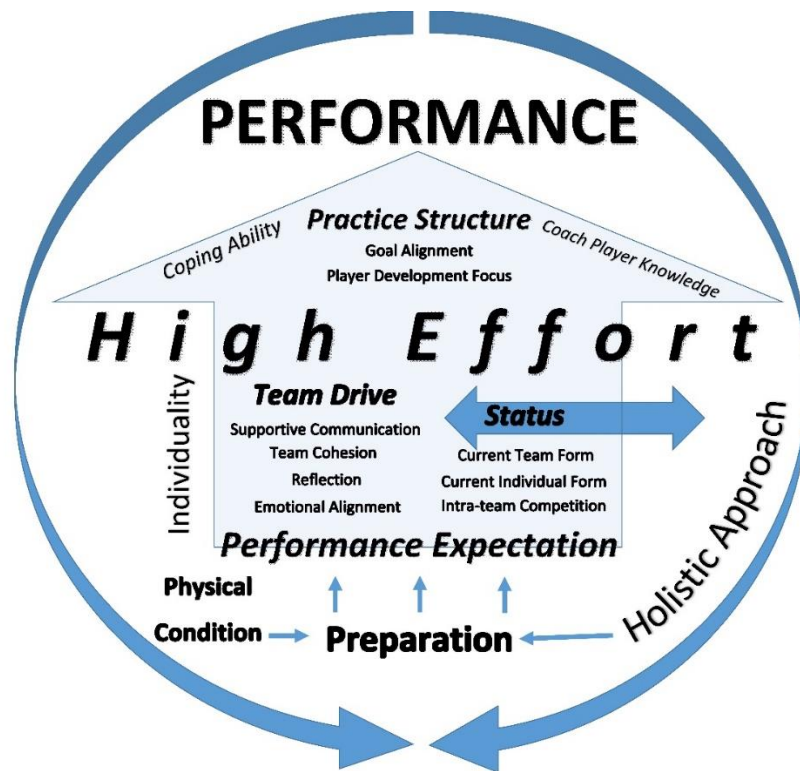 PERFORMANCE
Practice Structure
Coping Ability
Goal Alignment
Coach Player Knowledge
Player Development Focus
High Effort
Individuality
Team Drive
Supportive Communication
Team Cohesion
Reflection
Emotional Alignment
Status
Current Team Form
Current Individual Form
Intra-team Competition
Performance Expectation
Holistic Approach
Physical
Condition
Preparation